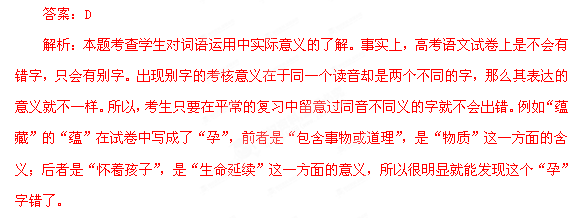 答案：D
解析：本题考查学生对词语运用中实际意义的了解。事实上，高考语文试卷上是不会有
错字，只会有别字。出现别字的考核意义在于同一个读音却是两个不同的字，那么其表达的
意义就不一样。所以，考生只要在平常的复习中留意过同音不同义的字就不会出错。例如“蕴
藏”的“蕴”在试卷中写成了“孕”，前者是“包含事物或道理”，是“物质”这一方面的含
义；后者是“怀着孩子”，是“生命延续”这一方面的意义，所以很明显就能发现这个“孕”
字错了。